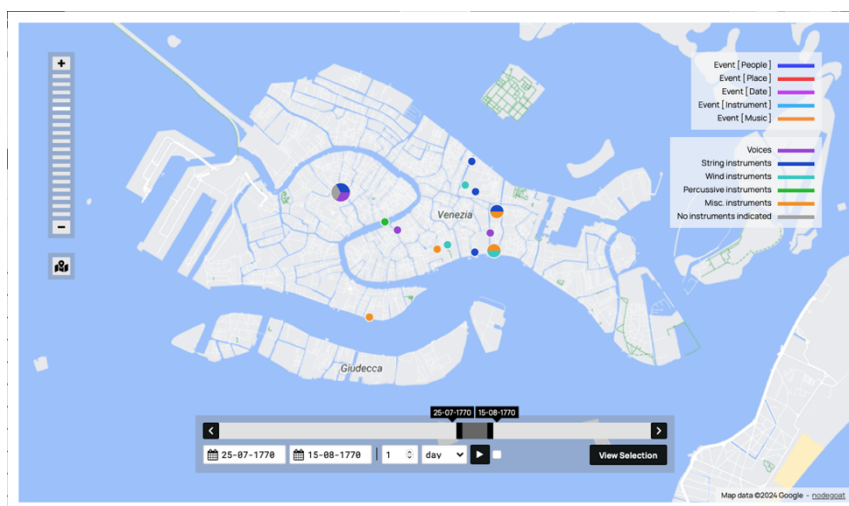 +
Event [ People ]
Event [ Place ]
Event [ Date ]
Event [ Instrument ]
Event [ Music ]
Voices
String instruments
Wind instruments
Percussive instruments
Misc. instruments
No instruments indicated
Venezia
−
Giudecca
25-07-1770 15-08-1770
25-07-1770 15-08-1770 1 day View Selection
Map data ©2024 Google - nodegoat